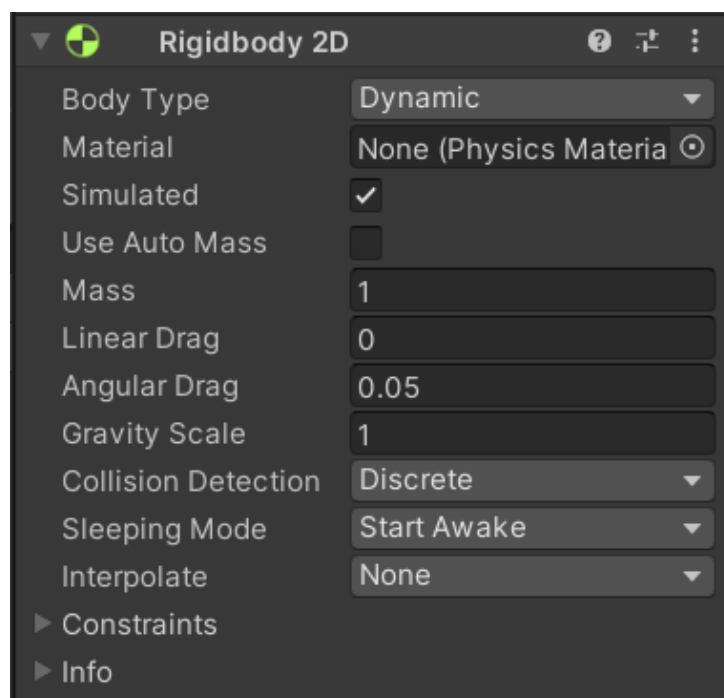 Rigidbody 2D
Body Type Dynamic
Material None (Physics Materia
Simulated
Use Auto Mass
Mass 1
Linear Drag 0
Angular Drag 0.05
Gravity Scale 1
Collision Detection Discrete
Sleeping Mode Start Awake
Interpolate None
Constraints
Info